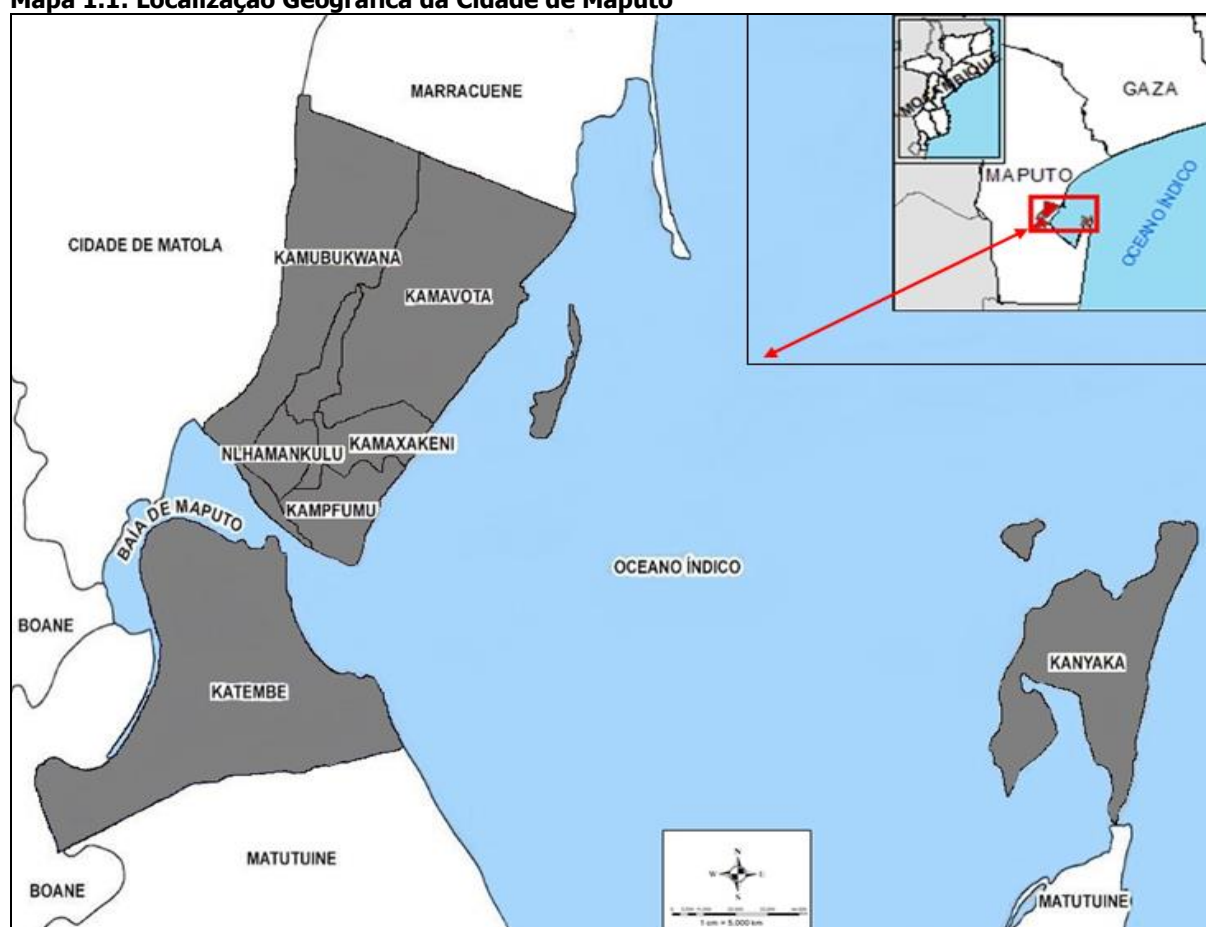 Mapa 1.1: Localização Geográfica da Cidade de Maputo
MOÇAMBIQUE
GAZA
MAPUTO
OCEANO ÍNDICO
MARRACUENE
CIDADE DE MATOLA
KAMUBUKWANA
KAMAVOTA
NLHAMANKULU
KAMAXAKENI
KAMPFUMU
BAÍA DE MAPUTO
OCEANO ÍNDICO
BOANE
KATEMBE
KANYAKA
MATUTUINE
BOANE
N
W
E
S
1 cm = 5,000 km
MATUTUINE